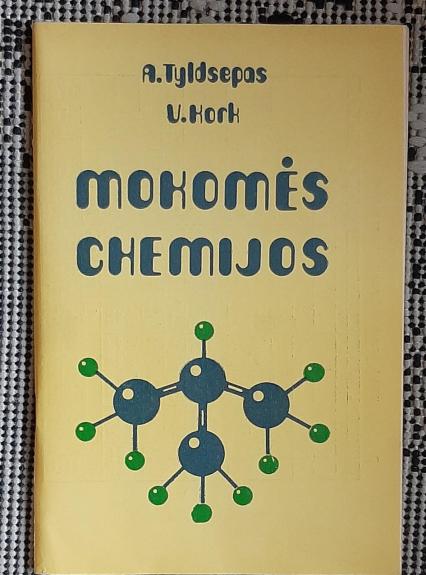 A. Tyldsepas
V. Kork
MOKOMĖS
CHEMIJOS